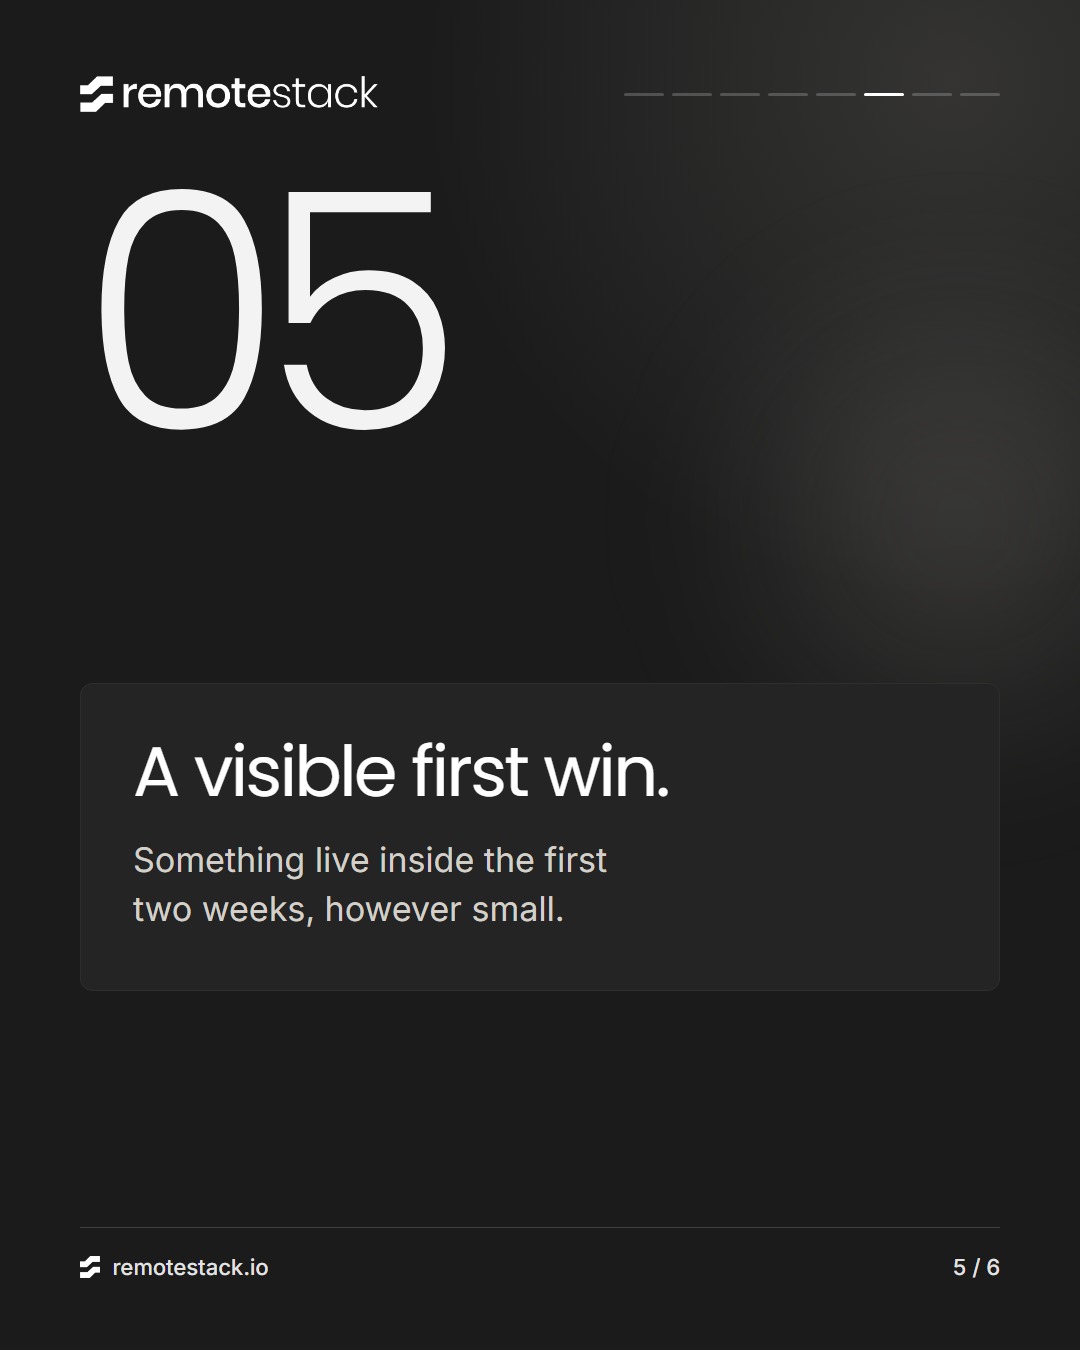 remotestack
05
A visible first win.
Something live inside the first
two weeks, however small.
remotestack.io
5 / 6